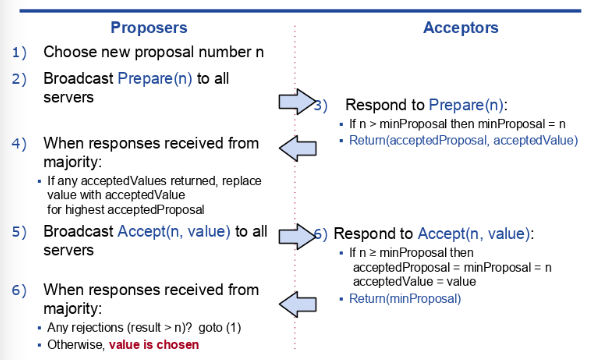 Proposers
Acceptors
1) Choose new proposal number n
2) Broadcast Prepare(n) to all
servers
3) Respond to Prepare(n):
▪ If n > minProposal then minProposal = n
▪ Return(acceptedProposal, acceptedValue)
4) When responses received from
majority:
▪ If any acceptedValues returned, replace
value with acceptedValue
for highest acceptedProposal
5) Broadcast Accept(n, value) to all
servers
6) Respond to Accept(n, value):
▪ If n ≥ minProposal then
acceptedProposal = minProposal = n
acceptedValue = value
▪ Return(minProposal)
6) When responses received from
majority:
▪ Any rejections (result > n)? goto (1)
▪ Otherwise, value is chosen